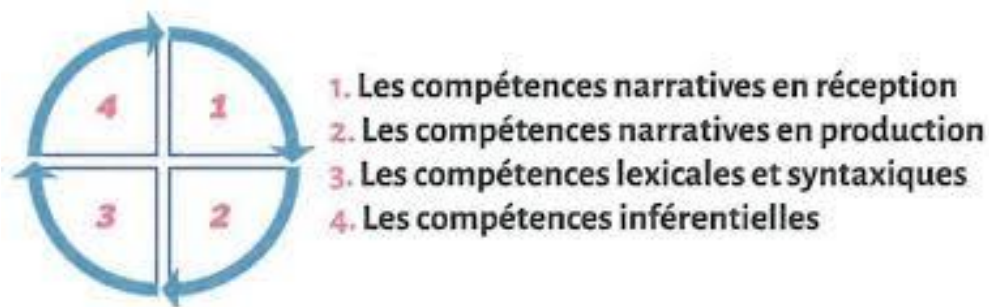 4 1
3 2
1. Les compétences narratives en réception
2. Les compétences narratives en production
3. Les compétences lexicales et syntaxiques
4. Les compétences inférentielles